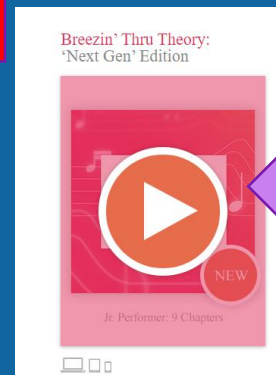 Breezin' Thru Theory:
'Next Gen' Edition
NEW
Jr. Performer: 9 Chapters